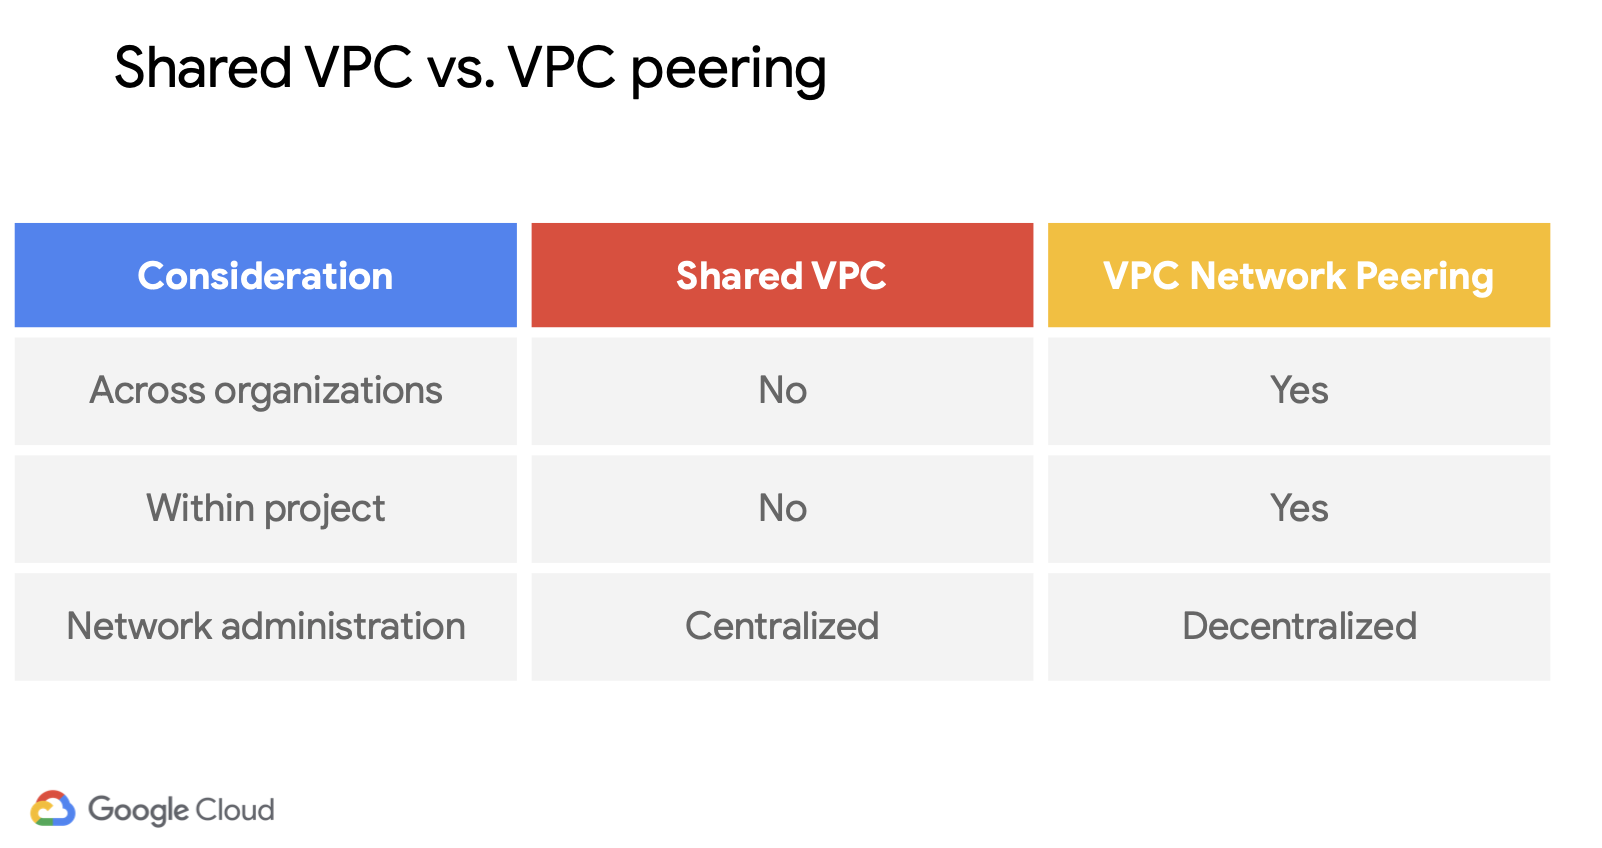 Shared VPC vs. VPC peering
Consideration
Shared VPC
VPC Network Peering
Across organizations
No
Yes
Within project
No
Yes
Network administration
Centralized
Decentralized
Google Cloud